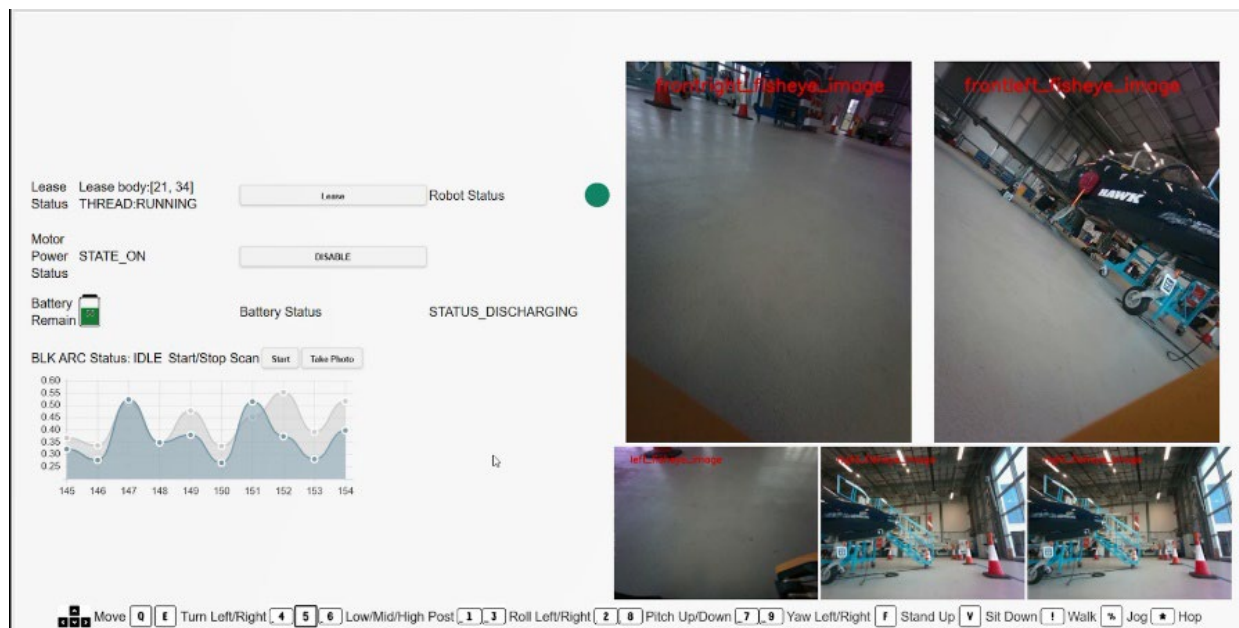 frontright_fisheye_image
frontleft_fisheye_image
HAWK
Lease Status Lease body:[21, 34] THREAD:RUNNING
Lease
Robot Status
Motor Power Status STATE_ON
DISABLE
Battery Remain
Battery Status
STATUS_DISCHARGING
BLK ARC Status: IDLE Start/Stop Scan Start Take Photo
0.60
0.55
0.50
0.45
0.40
0.35
0.30
0.25
145 146 147 148 149 150 151 152 153 154
left_fisheye_image
right_fisheye_image
right_fisheye_image
Move Q E Turn Left/Right 4 5 6 Low/Mid/High Post 1 3 Roll Left/Right 2 8 Pitch Up/Down 7 9 Yaw Left/Right F Stand Up V Sit Down ! Walk % Jog * Hop